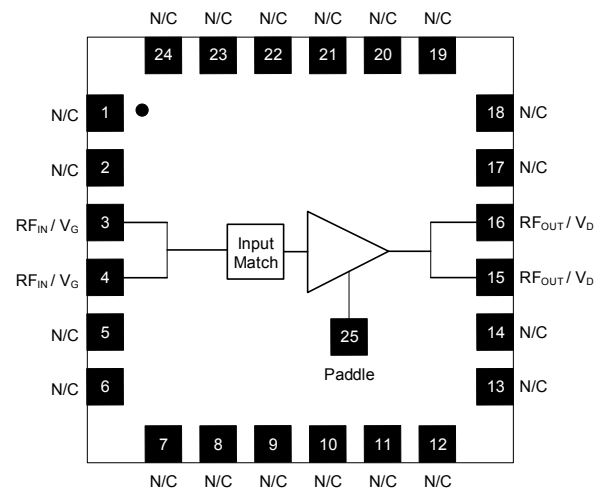 N/C N/C N/C N/C N/C N/C
24 23 22 21 20 19
N/C 1 18 N/C
N/C 2 17 N/C
RFIN / VG 3 16 RFOUT / VD
Input
Match
RFIN / VG 4 15 RFOUT / VD
N/C 5 14 N/C
25
Paddle
N/C 6 13 N/C
7 8 9 10 11 12
N/C N/C N/C N/C N/C N/C